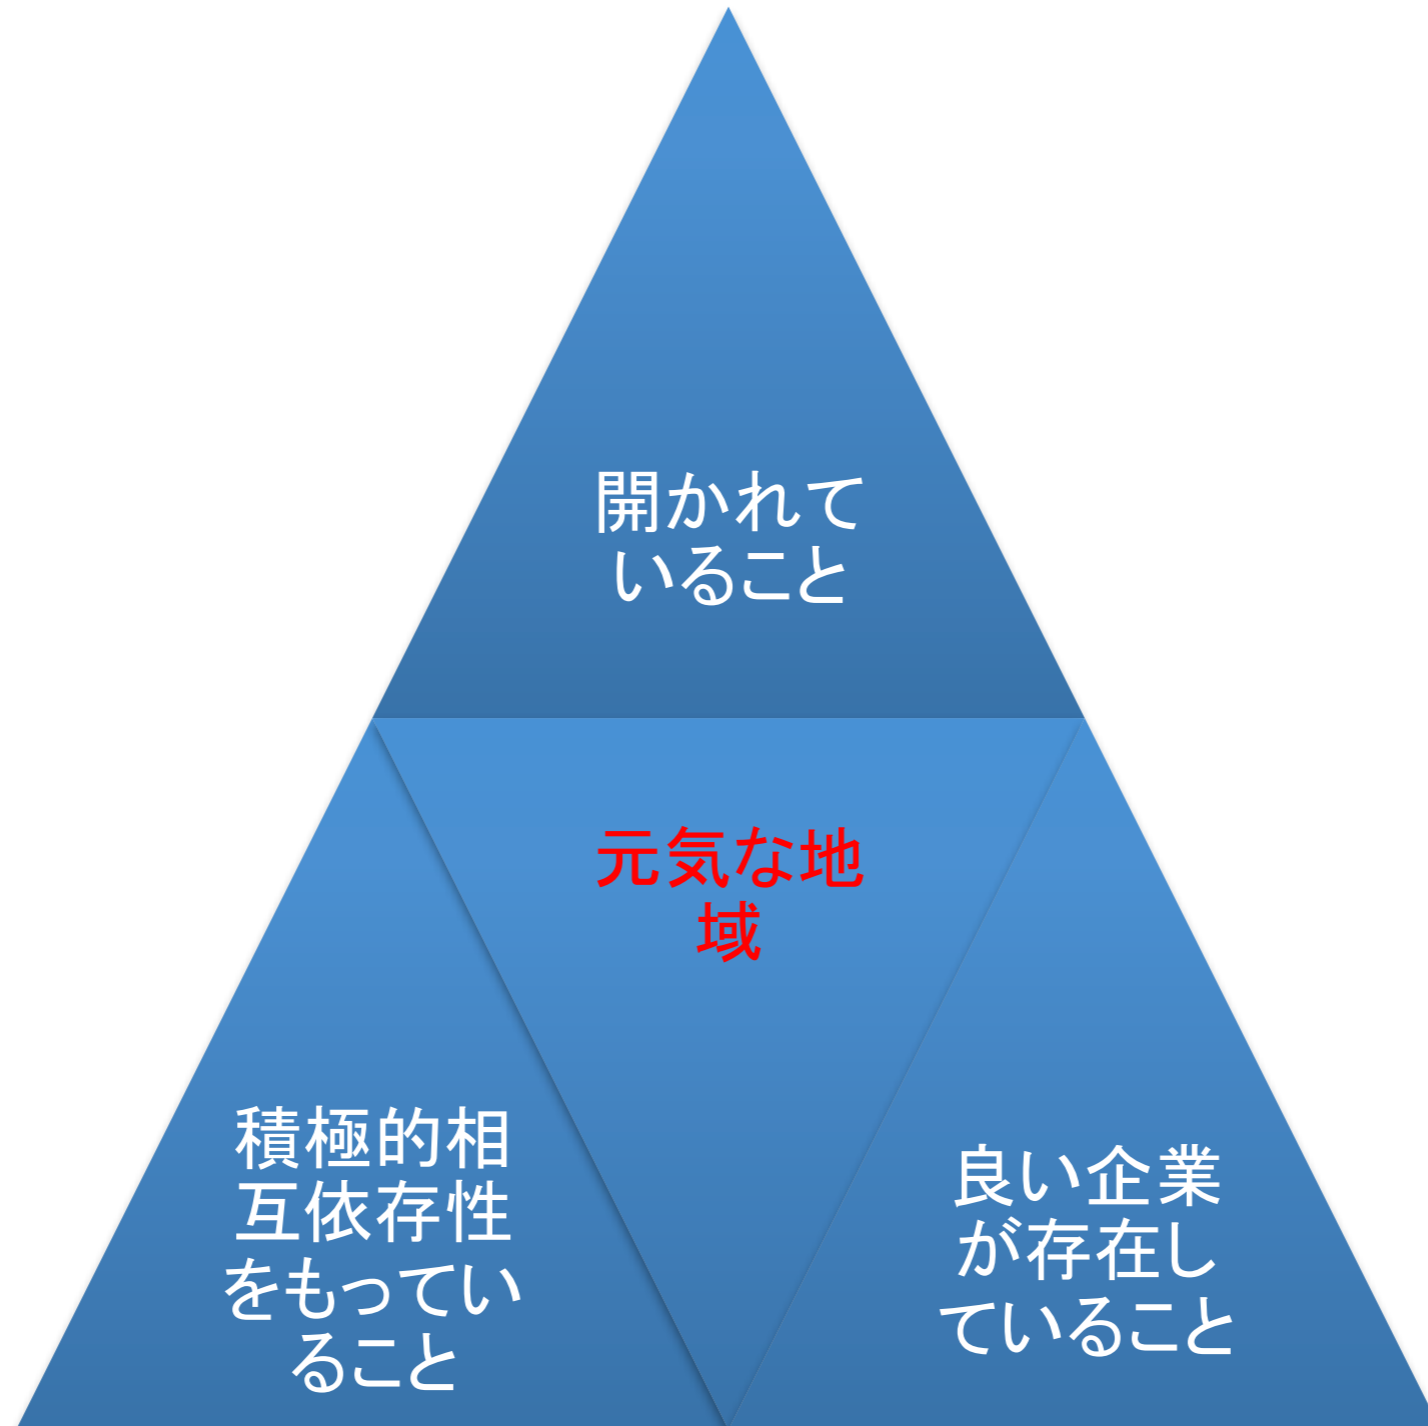 開かれて
いること
元気な地
域
積極的相
互依存性
をもってい
ること
良い企業
が存在し
ていること